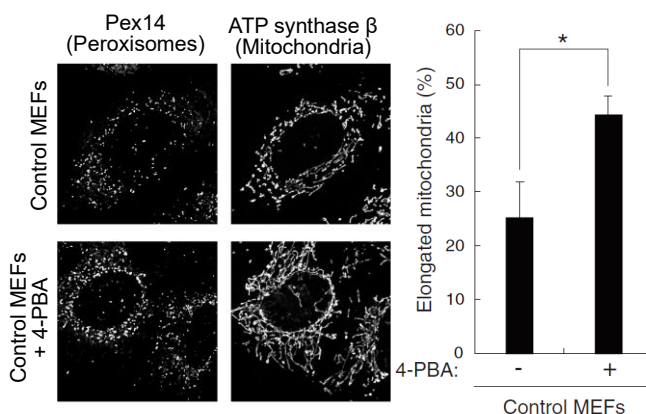 Pex14
(Peroxisomes)
ATP synthase β
(Mitochondria)
Control MEFs
Control MEFs
+ 4-PBA
Elongated mitochondria (%)
60
50
40
30
20
10
0
*
4-PBA: - +
Control MEFs